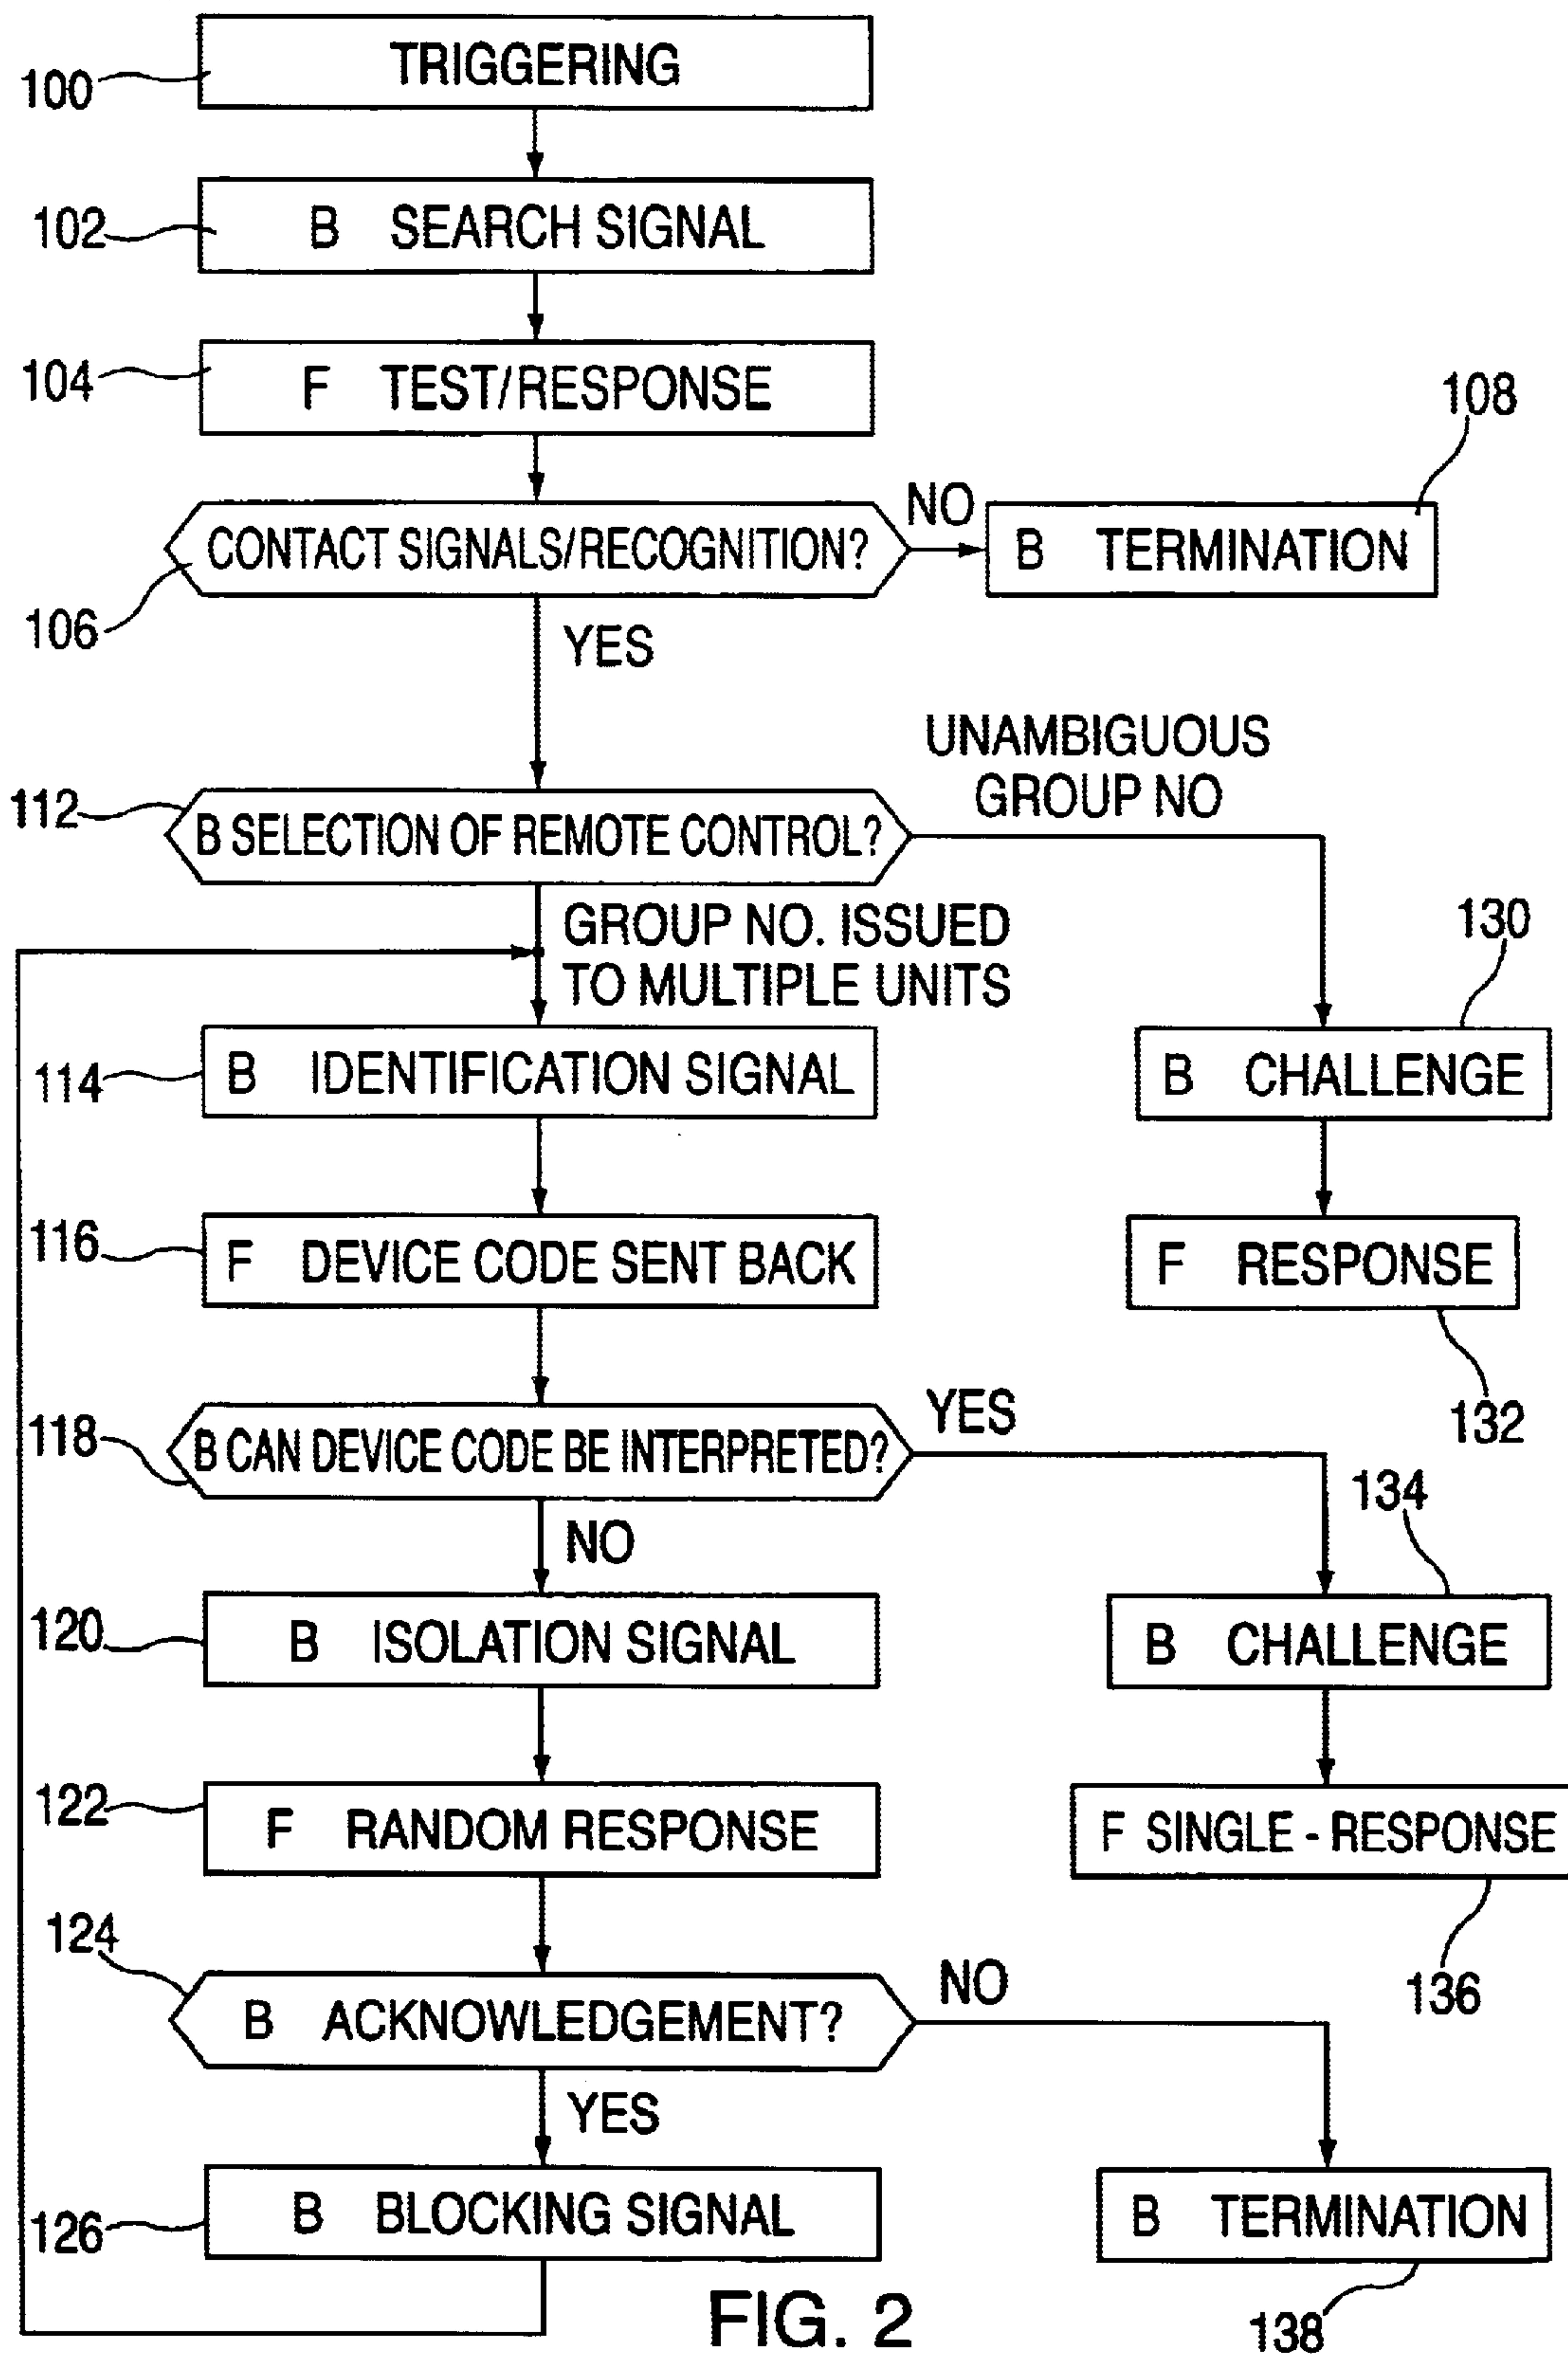 TRIGGERING
100
102
B SEARCH SIGNAL
104
F TEST/RESPONSE
108
CONTACT SIGNALS/RECOGNITION?
NO
B TERMINATION
106
YES
UNAMBIGUOUS
GROUP NO
112
B SELECTION OF REMOTE CONTROL?
GROUP NO. ISSUED
TO MULTIPLE UNITS
130
114
B IDENTIFICATION SIGNAL
B CHALLENGE
116
F DEVICE CODE SENT BACK
F RESPONSE
132
118
B CAN DEVICE CODE BE INTERPRETED?
YES
134
NO
120
B ISOLATION SIGNAL
B CHALLENGE
122
F RANDOM RESPONSE
F SINGLE - RESPONSE
136
124
B ACKNOWLEDGEMENT?
NO
YES
126
B BLOCKING SIGNAL
B TERMINATION
138
FIG. 2